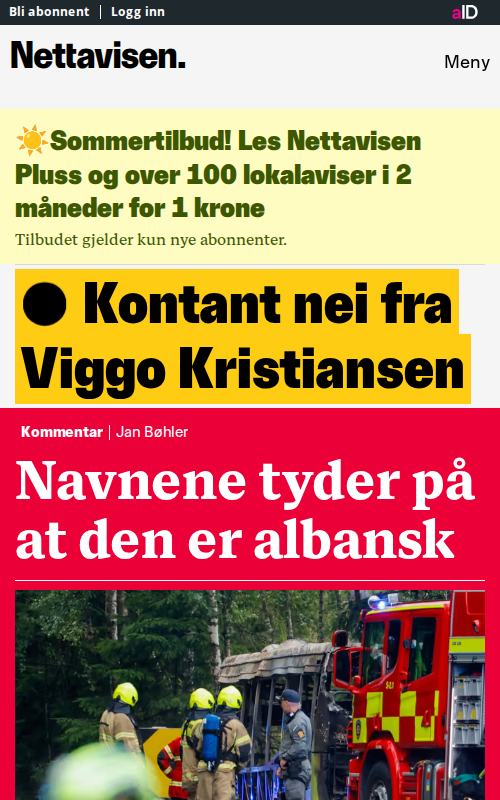 Bli abonnent
Logg inn
aID
Nettavisen.
Meny
Sommertilbud! Les Nettavisen
Pluss og over 100 lokalaviser i 2
måneder for 1 krone
Tilbudet gjelder kun nye abonnenter.
Kontant nei fra
Viggo Kristiansen
Kommentar | Jan Bøhler
Navnene tyder på
at den er albansk